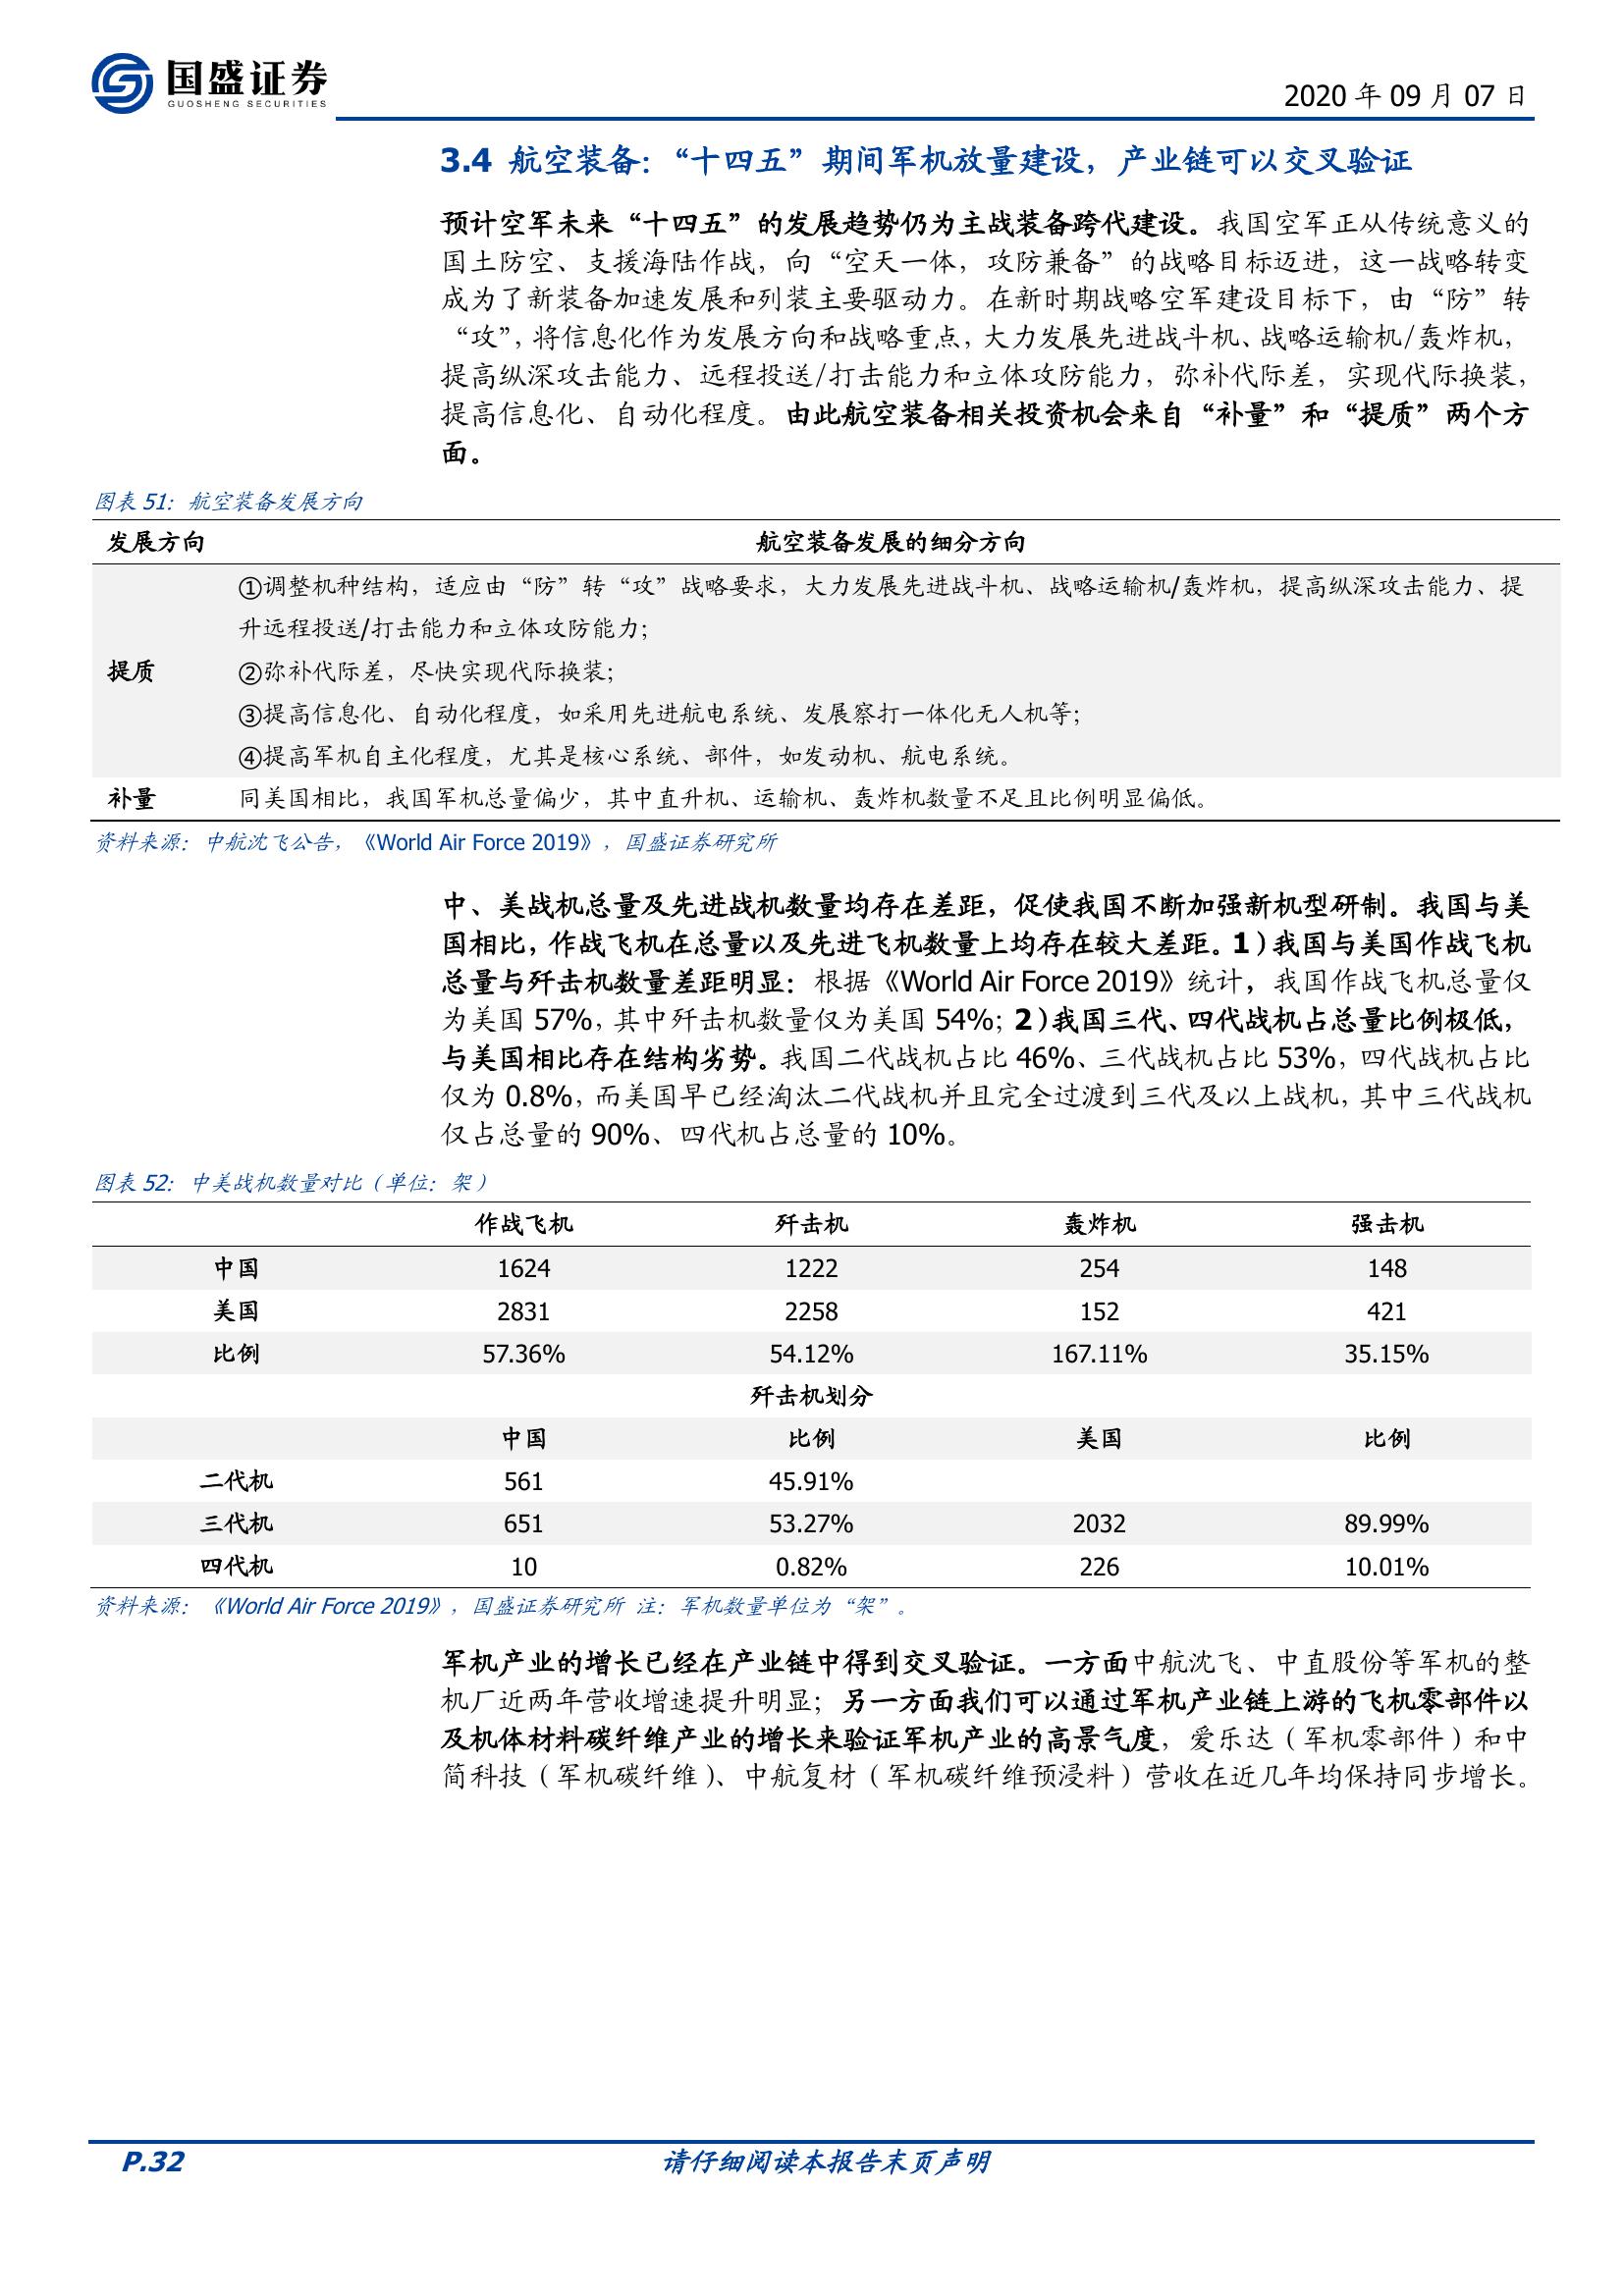 国盛证券
GUOSHENG SECURITIES
2020 年 09 月 07 日
3.4 航空装备：“十四五”期间军机放量建设，产业链可以交叉验证
预计空军未来“十四五”的发展趋势仍为主战装备跨代建设。我国空军正从传统意义的
国土防空、支援海陆作战，向“空天一体，攻防兼备”的战略目标迈进，这一战略转变
成为了新装备加速发展和列装主要驱动力。在新时期战略空军建设目标下，由“防”转
“攻”，将信息化作为发展方向和战略重点，大力发展先进战斗机、战略运输机/轰炸机，
提高纵深攻击能力、远程投送/打击能力和立体攻防能力，弥补代际差，实现代际换装，
提高信息化、自动化程度。由此航空装备相关投资机会来自“补量”和“提质”两个方
面。
图表 51：航空装备发展方向
发展方向 航空装备发展的细分方向
①调整机种结构，适应由“防”转“攻”战略要求，大力发展先进战斗机、战略运输机/轰炸机，提高纵深攻击能力、提
升远程投送/打击能力和立体攻防能力；
提质 ②弥补代际差，尽快实现代际换装；
③提高信息化、自动化程度，如采用先进航电系统、发展察打一体化无人机等；
④提高军机自主化程度，尤其是核心系统、部件，如发动机、航电系统。
补量 同美国相比，我国军机总量偏少，其中直升机、运输机、轰炸机数量不足且比例明显偏低。
资料来源：中航沈飞公告，《World Air Force 2019》，国盛证券研究所
中、美战机总量及先进战机数量均存在差距，促使我国不断加强新机型研制。我国与美
国相比，作战飞机在总量以及先进飞机数量上均存在较大差距。1）我国与美国作战飞机
总量与歼击机数量差距明显：根据《World Air Force 2019》统计，我国作战飞机总量仅
为美国 57%，其中歼击机数量仅为美国 54%；2）我国三代、四代战机占总量比例极低，
与美国相比存在结构劣势。我国二代战机占比 46%、三代战机占比 53%，四代战机占比
仅为 0.8%，而美国早已经淘汰二代战机并且完全过渡到三代及以上战机，其中三代战机
仅占总量的 90%、四代机占总量的 10%。
图表 52：中美战机数量对比（单位：架）
作战飞机 歼击机 轰炸机 强击机
中国 1624 1222 254 148
美国 2831 2258 152 421
比例 57.36% 54.12% 167.11% 35.15%
歼击机划分
中国 比例 美国 比例
二代机 561 45.91%
三代机 651 53.27% 2032 89.99%
四代机 10 0.82% 226 10.01%
资料来源：《World Air Force 2019》，国盛证券研究所 注：军机数量单位为“架”。
军机产业的增长已经在产业链中得到交叉验证。一方面中航沈飞、中直股份等军机的整
机厂近两年营收增速提升明显；另一方面我们可以通过军机产业链上游的飞机零部件以
及机体材料碳纤维产业的增长来验证军机产业的高景气度，爱乐达（军机零部件）和中
简科技（军机碳纤维）、中航复材（军机碳纤维预浸料）营收在近几年均保持同步增长。
P.32 请仔细阅读本报告末页声明